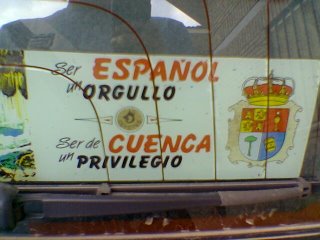 Ser ESPAÑOL
un ORGULLO
Ser de CUENCA
un PRIVILEGIO